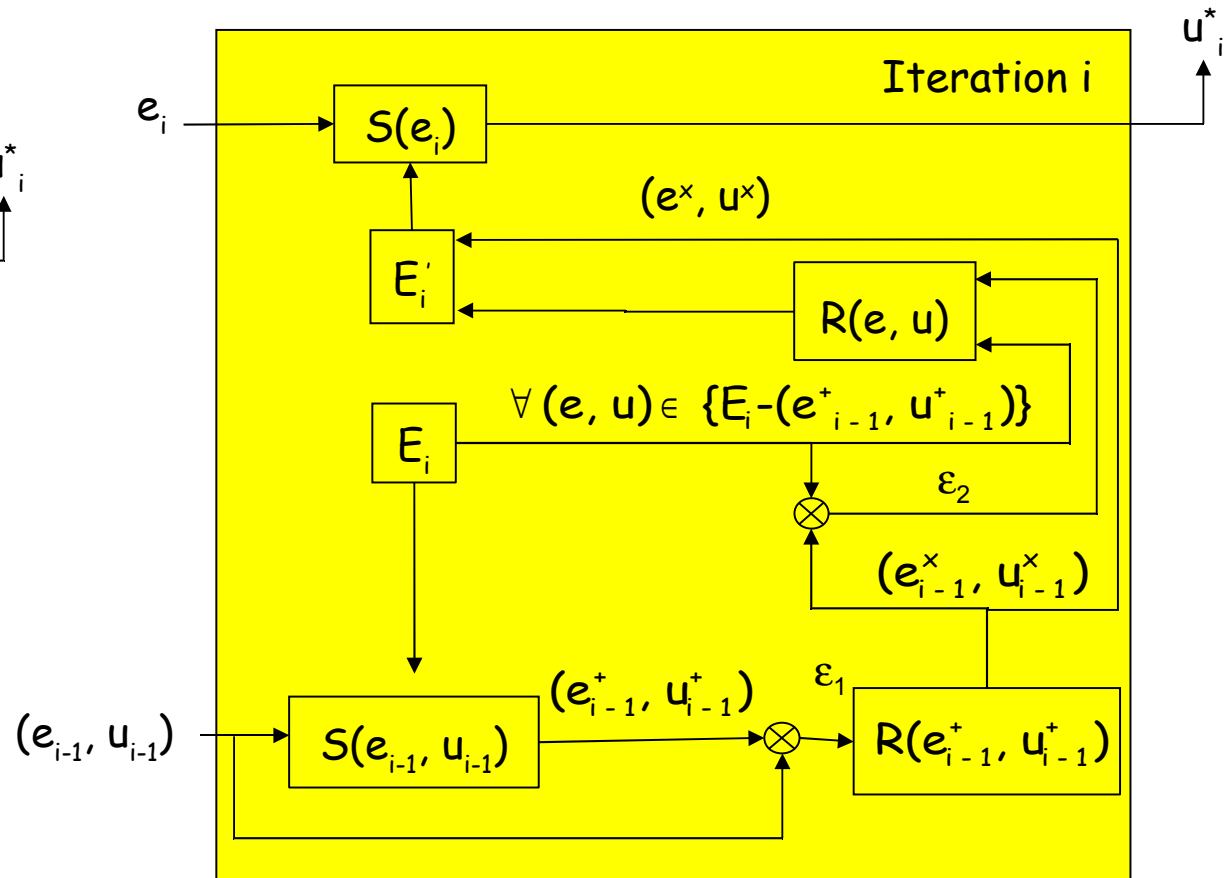 u*ᵢ
Iteration i
eᵢ
S(eᵢ)
*ᵢ
(eˣ, uˣ)
E'ᵢ
R(e, u)
∀ (e, u) ∈ {Eᵢ-(e⁺ᵢ₋₁, u⁺ᵢ₋₁)}
Eᵢ
ε₂
(eˣᵢ₋₁, uˣᵢ₋₁)
(e⁺ᵢ₋₁, u⁺ᵢ₋₁)
ε₁
(eᵢ₋₁, uᵢ₋₁)
S(eᵢ₋₁, uᵢ₋₁)
R(e⁺ᵢ₋₁, u⁺ᵢ₋₁)